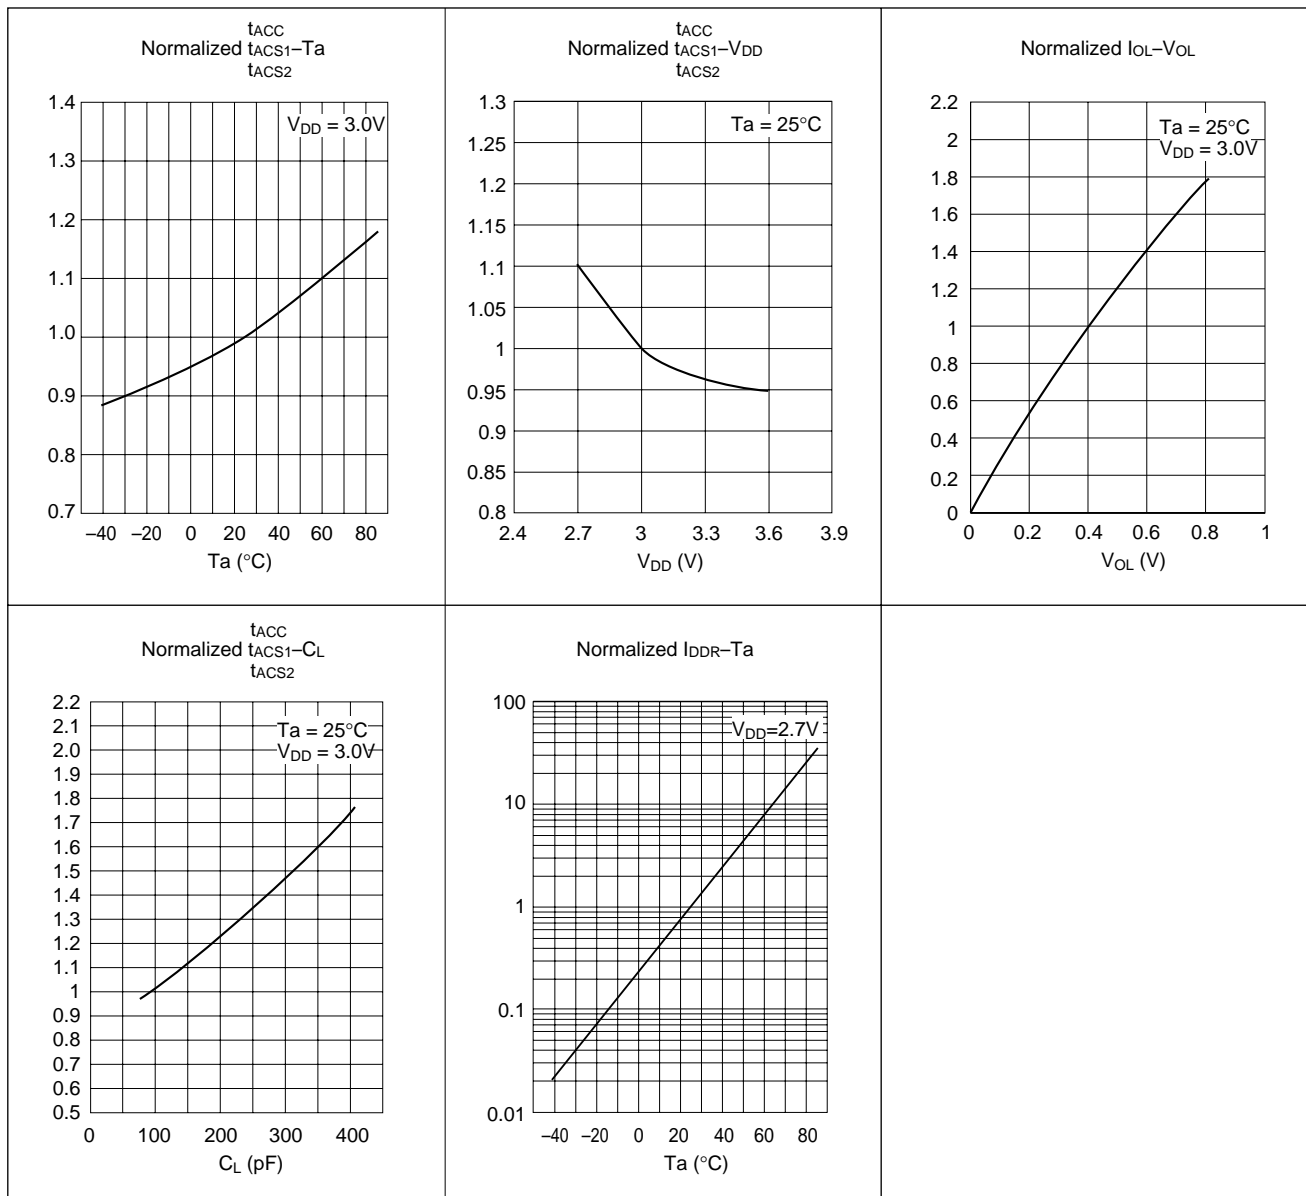 tACC
Normalized tACS1–Ta
tACS2
1.4
1.3
1.2
1.1
1.0
0.9
0.8
0.7
VDD = 3.0V
–40 –20 0 20 40 60 80
Ta (°C)
tACC
Normalized tACS1–VDD
tACS2
1.3
1.25
1.2
1.15
1.1
1.05
1
0.95
0.9
0.85
0.8
Ta = 25°C
2.4 2.7 3 3.3 3.6 3.9
VDD (V)
Normalized IOL–VOL
2.2
2
1.8
1.6
1.4
1.2
1
0.8
0.6
0.4
0.2
0
Ta = 25°C
VDD = 3.0V
0 0.2 0.4 0.6 0.8 1
VOL (V)
tACC
Normalized tACS1–CL
tACS2
2.2
2.1
2.0
1.9
1.8
1.7
1.6
1.5
1.4
1.3
1.2
1.1
1
0.9
0.8
0.7
0.6
0.5
Ta = 25°C
VDD = 3.0V
0 100 200 300 400
CL (pF)
Normalized IDDR–Ta
100
10
1
0.1
0.01
VDD=2.7V
–40 –20 0 20 40 60 80
Ta (°C)